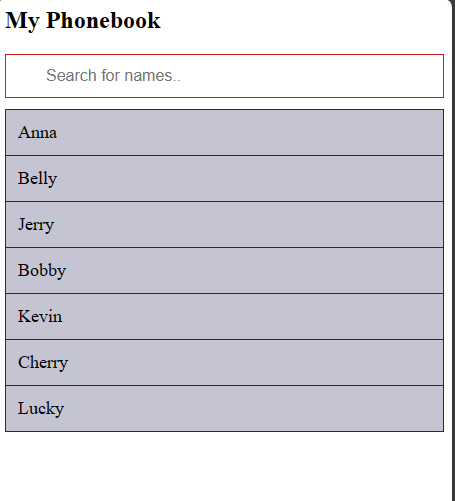 My Phonebook
Search for names..
Anna
Belly
Jerry
Bobby
Kevin
Cherry
Lucky